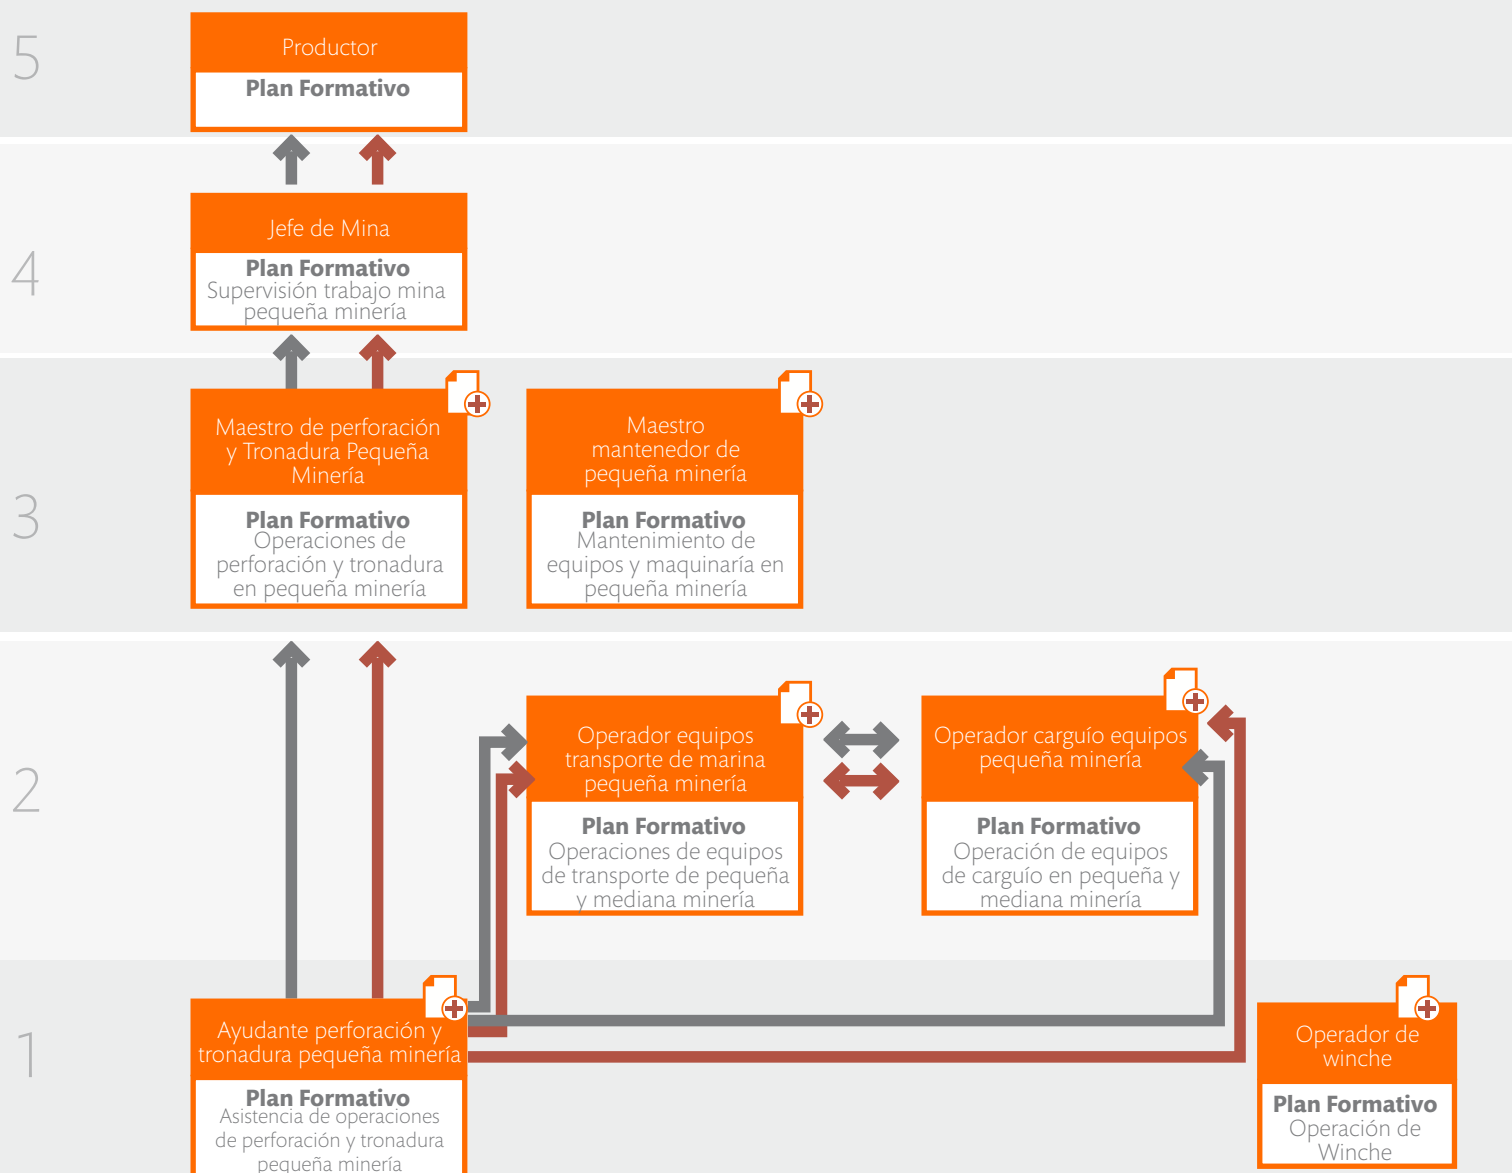 5
Productor
Plan Formativo
4
Jefe de Mina
Plan Formativo
Supervisión trabajo mina
pequeña minería
3
Maestro de perforación
y Tronadura Pequeña
Minería
Plan Formativo
Operaciones de
perforación y tronadura
en pequeña minería
Maestro
mantenedor de
pequeña minería
Plan Formativo
Mantenimiento de
equipos y maquinaría en
pequeña minería
2
Operador equipos
transporte de marina
pequeña minería
Plan Formativo
Operaciones de equipos
de transporte de pequeña
y mediana minería
Operador carguío equipos
pequeña minería
Plan Formativo
Operación de equipos
de carguío en pequeña y
mediana minería
1
Ayudante perforación y
tronadura pequeña minería
Plan Formativo
Asistencia de operaciones
de perforación y tronadura
pequeña minería
Operador de
winche
Plan Formativo
Operación de
Winche